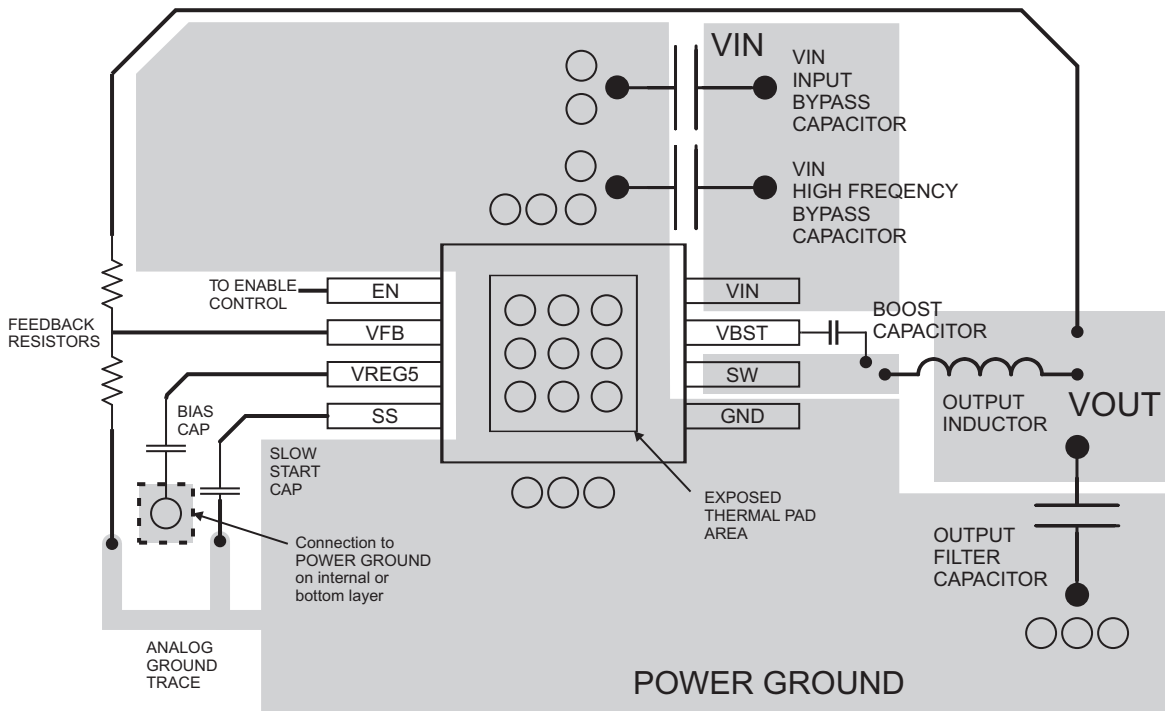 VIN
VIN
INPUT
BYPASS
CAPACITOR
VIN
HIGH FREQENCY
BYPASS
CAPACITOR
TO ENABLE
CONTROL
EN
VIN
FEEDBACK
RESISTORS
VFB
VBST
BOOST
CAPACITOR
VREG5
SW
BIAS
CAP
SS
GND
OUTPUT
INDUCTOR
VOUT
SLOW
START
CAP
EXPOSED
THERMAL PAD
AREA
Connection to
POWER GROUND
on internal or
bottom layer
OUTPUT
FILTER
CAPACITOR
ANALOG
GROUND
TRACE
POWER GROUND